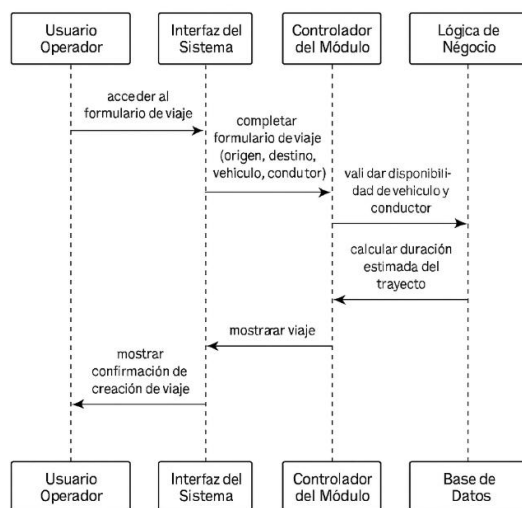 Usuario
Operador
Interfaz del
Sistema
Controlador
del Módulo
Lógica de
Négocio
acceder al
formulario de viaje
completar
formulario de viaje
(origen, destino,
vehiculo, condutor)
vali dar disponibili-
dad de vehiculo y
conductor
calcular duración
estimada del
trayecto
mostrarar viaje
mostrar
confirmación de
creación de viaje
Usuario
Operador
Interfaz del
Sistema
Controlador
del Módulo
Base de
Datos